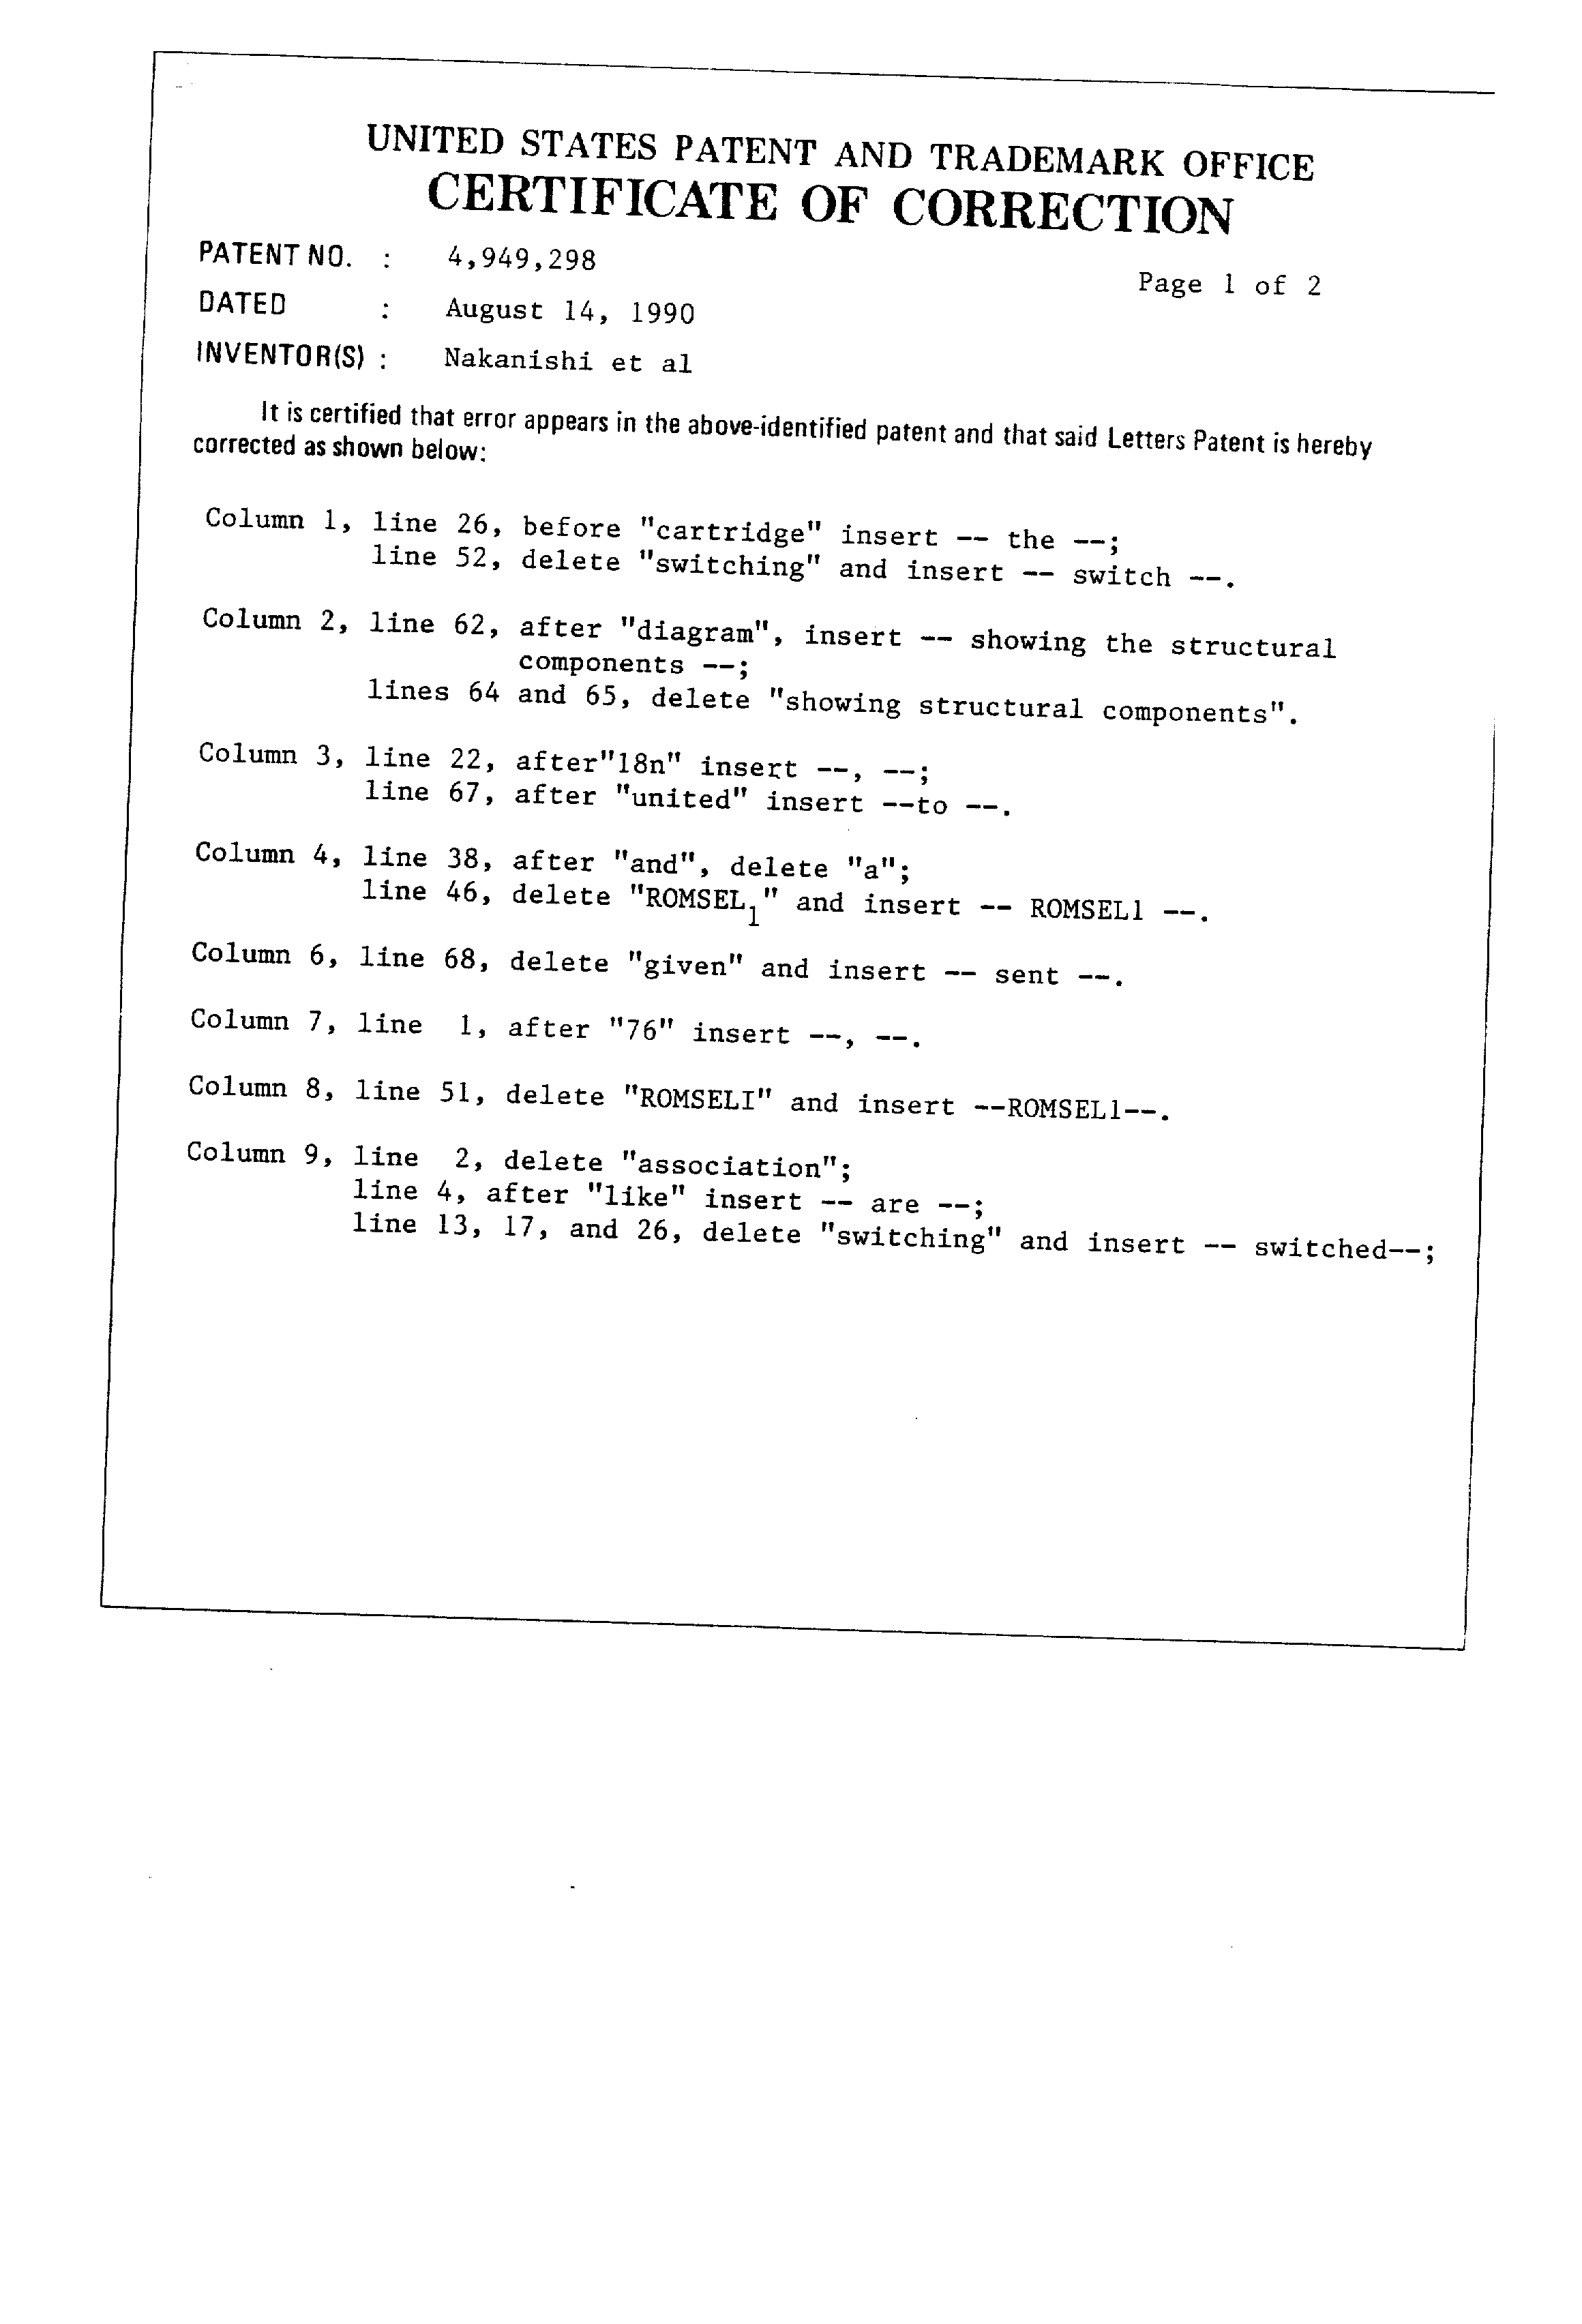 UNITED STATES PATENT AND TRADEMARK OFFICE
CERTIFICATE OF CORRECTION
PATENT NO. : 4,949,298
Page 1 of 2
DATED : August 14, 1990
INVENTOR(S) : Nakanishi et al
It is certified that error appears in the above-identified patent and that said Letters Patent is hereby
corrected as shown below:
Column 1, line 26, before "cartridge" insert -- the --;
line 52, delete "switching" and insert -- switch --.
Column 2, line 62, after "diagram", insert -- showing the structural
components --;
lines 64 and 65, delete "showing structural components".
Column 3, line 22, after"18n" insert --, --;
line 67, after "united" insert --to --.
Column 4, line 38, after "and", delete "a";
line 46, delete "ROMSEL₁" and insert -- ROMSEL1 --.
Column 6, line 68, delete "given" and insert -- sent --.
Column 7, line 1, after "76" insert --, --.
Column 8, line 51, delete "ROMSELI" and insert --ROMSEL1--.
Column 9, line 2, delete "association";
line 4, after "like" insert -- are --;
line 13, 17, and 26, delete "switching" and insert -- switched--;